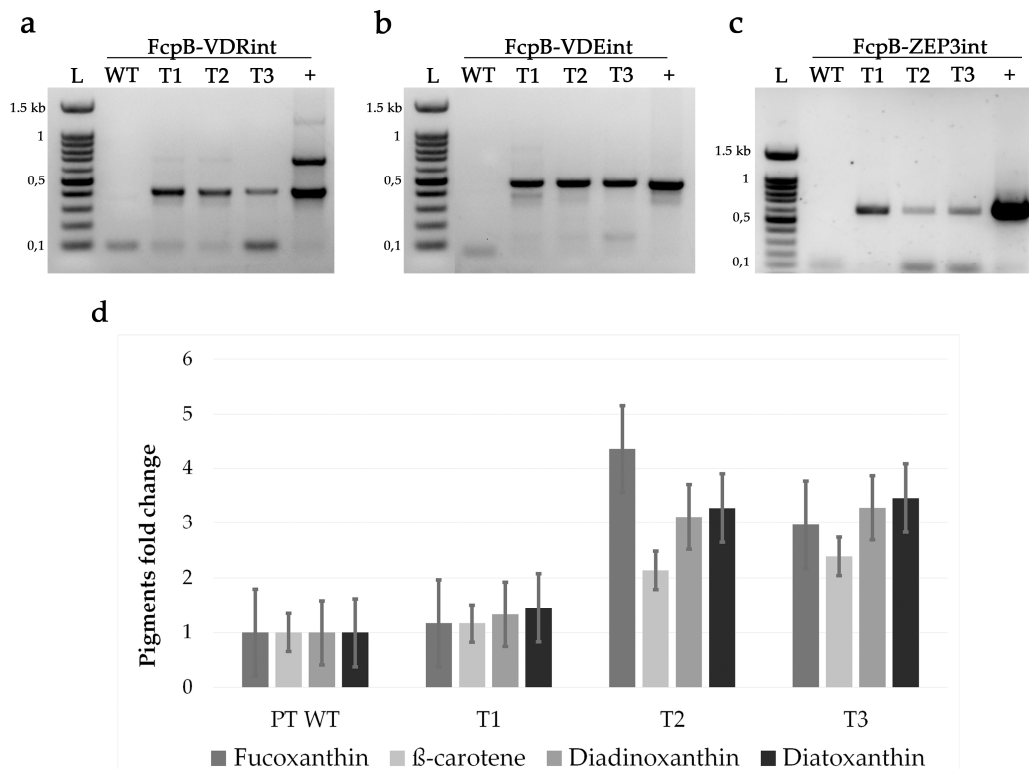 a
FcpB-VDRint
L WT T1 T2 T3 +
1.5 kb
1
0,5
0,1
b
FcpB-VDEint
L WT T1 T2 T3 +
1.5 kb
1
0,5
0,1
c
FcpB-ZEP3int
L WT T1 T2 T3 +
1.5 kb
1
0,5
0,1
d
Pigments fold change
6
5
4
3
2
1
0
PT WT T1 T2 T3
Fucoxanthin ß-carotene Diadinoxanthin Diatoxanthin